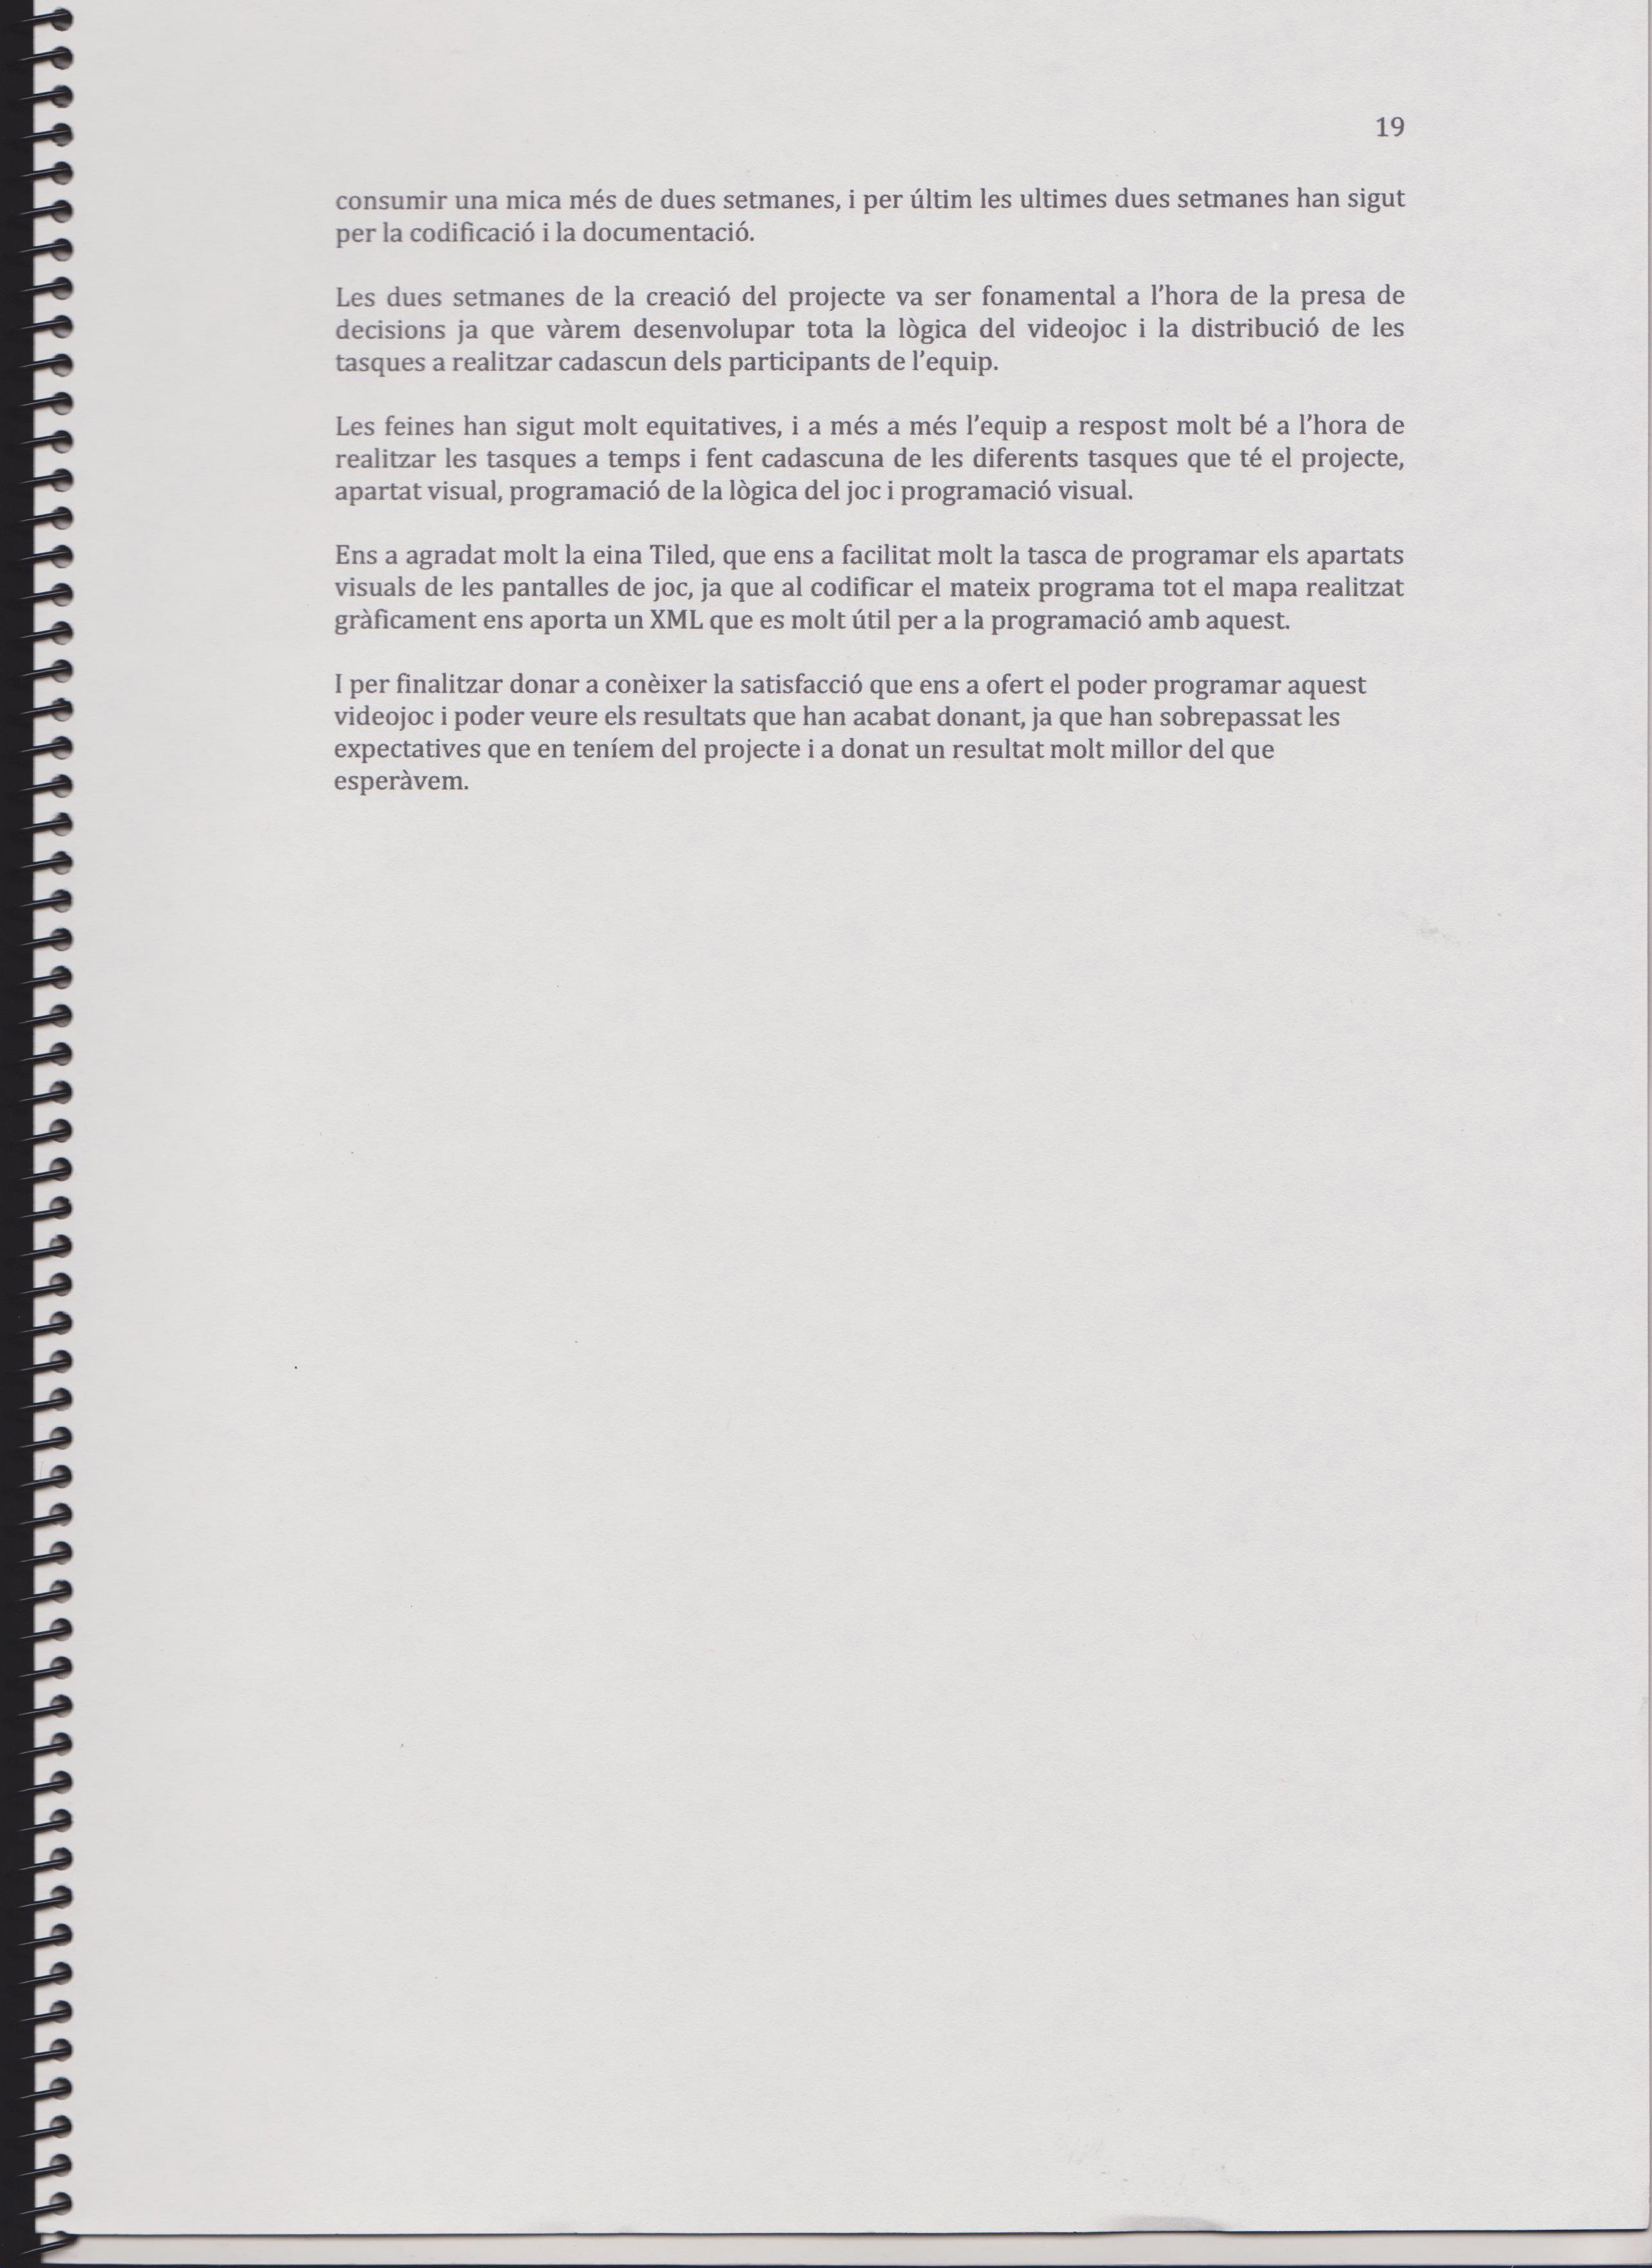 19
consumir una mica més de dues setmanes, i per últim les ultimes dues setmanes han sigut
per la codificació i la documentació.
Les dues setmanes de la creació del projecte va ser fonamental a l'hora de la presa de
decisions ja que vàrem desenvolupar tota la lògica del videojoc i la distribució de les
tasques a realitzar cadascun dels participants de l'equip.
Les feines han sigut molt equitatives, i a més a més l'equip a respost molt bé a l'hora de
realitzar les tasques a temps i fent cadascuna de les diferents tasques que té el projecte,
apartat visual, programació de la lògica del joc i programació visual.
Ens a agradat molt la eina Tiled, que ens a facilitat molt la tasca de programar els apartats
visuals de les pantalles de joc, ja que al codificar el mateix programa tot el mapa realitzat
gràficament ens aporta un XML que es molt útil per a la programació amb aquest.
I per finalitzar donar a conèixer la satisfacció que ens a ofert el poder programar aquest
videojoc i poder veure els resultats que han acabat donant, ja que han sobrepassat les
expectatives que en teníem del projecte i a donat un resultat molt millor del que
esperàvem.